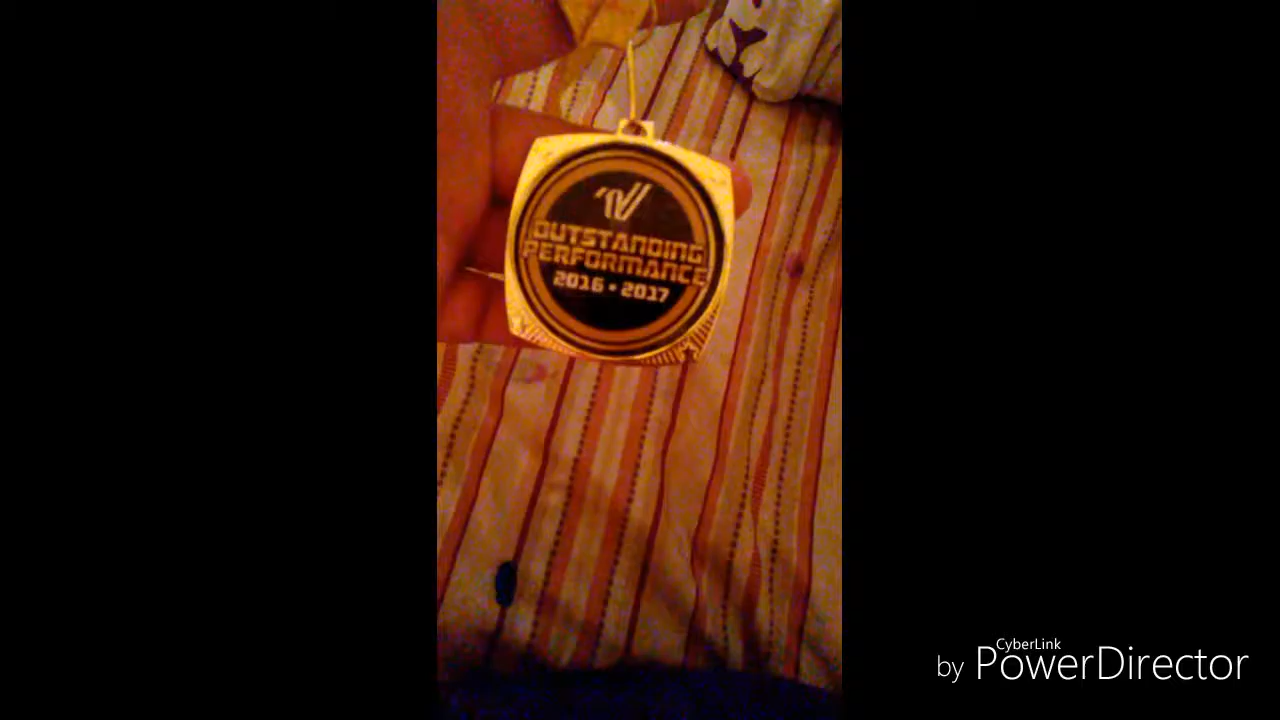 OUTSTANDING
PERFORMANCE
2016 • 2017
CyberLink
by PowerDirector